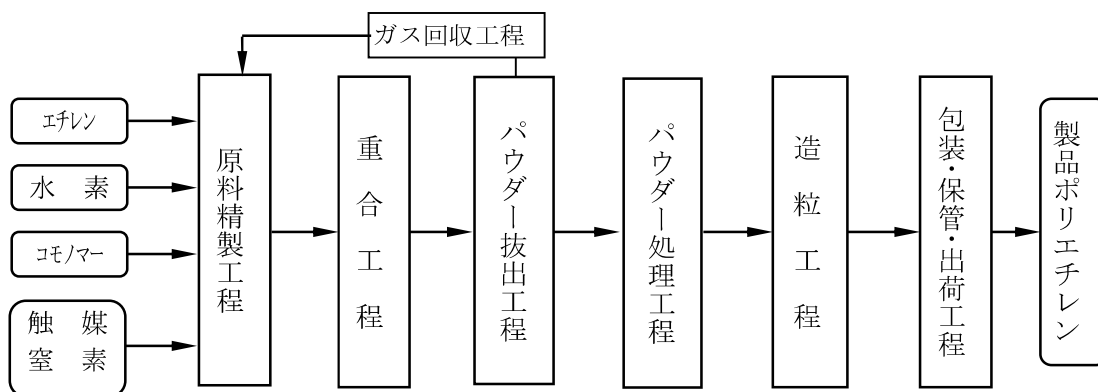 ガス回収工程
エチレン
水 素
コモノマー
触 媒
窒 素
原料精製工程
重合工程
パウダー抜出工程
パウダー処理工程
造粒工程
包装・保管・出荷工程
製品ポリエチレン